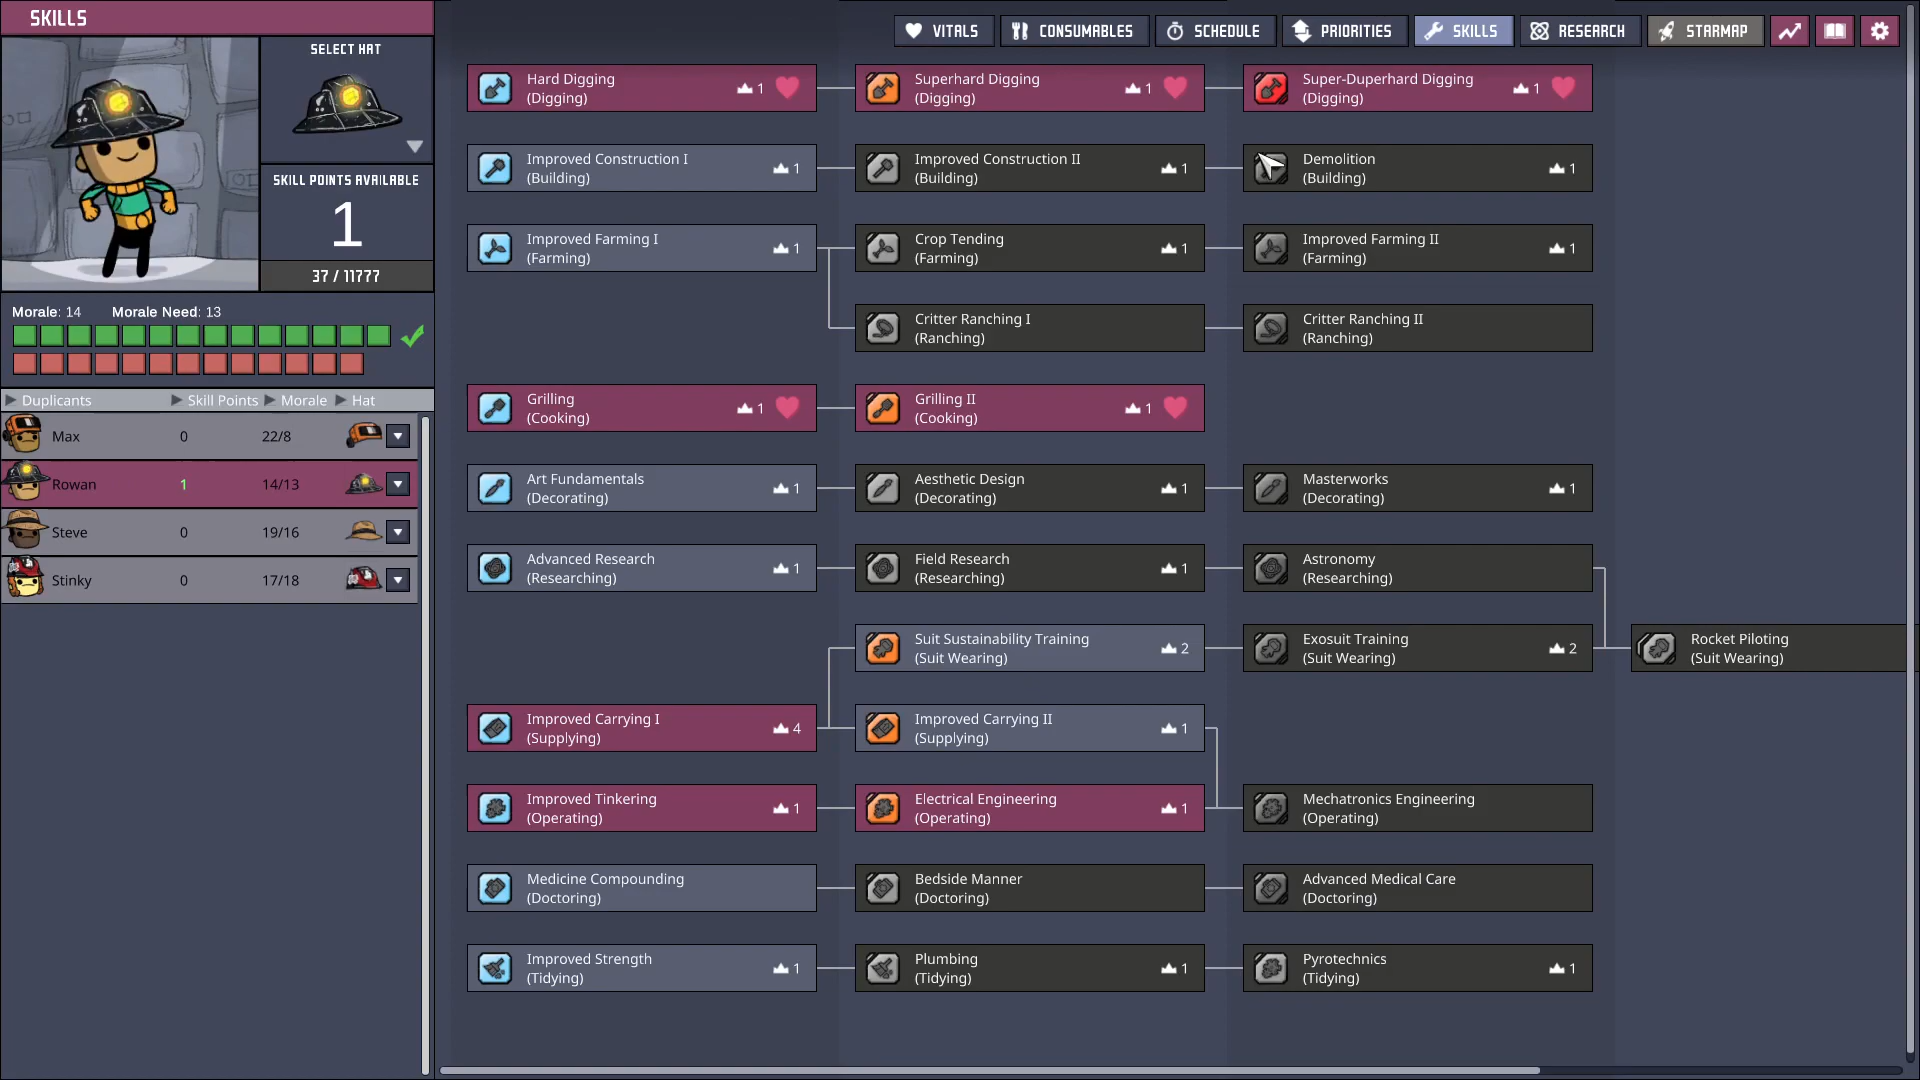 SKILLS
VITALS
CONSUMABLES
SCHEDULE
PRIORITIES
SKILLS
RESEARCH
STARMAP
SELECT HAT
SKILL POINTS AVAILABLE
1
37 / 11777
Morale: 14 Morale Need: 13
Duplicants Skill Points Morale Hat
Max 0 22/8
Rowan 1 14/13
Steve 0 19/16
Stinky 0 17/18
Hard Digging
(Digging)
1
Superhard Digging
(Digging)
1
Super-Duperhard Digging
(Digging)
1
Improved Construction I
(Building)
1
Improved Construction II
(Building)
1
Demolition
(Building)
1
Improved Farming I
(Farming)
1
Crop Tending
(Farming)
1
Improved Farming II
(Farming)
1
Critter Ranching I
(Ranching)
Critter Ranching II
(Ranching)
Grilling
(Cooking)
1
Grilling II
(Cooking)
1
Art Fundamentals
(Decorating)
1
Aesthetic Design
(Decorating)
1
Masterworks
(Decorating)
1
Advanced Research
(Researching)
1
Field Research
(Researching)
1
Astronomy
(Researching)
Suit Sustainability Training
(Suit Wearing)
2
Exosuit Training
(Suit Wearing)
2
Rocket Piloting
(Suit Wearing)
Improved Carrying I
(Supplying)
4
Improved Carrying II
(Supplying)
1
Improved Tinkering
(Operating)
1
Electrical Engineering
(Operating)
1
Mechatronics Engineering
(Operating)
Medicine Compounding
(Doctoring)
Bedside Manner
(Doctoring)
Advanced Medical Care
(Doctoring)
Improved Strength
(Tidying)
1
Plumbing
(Tidying)
1
Pyrotechnics
(Tidying)
1